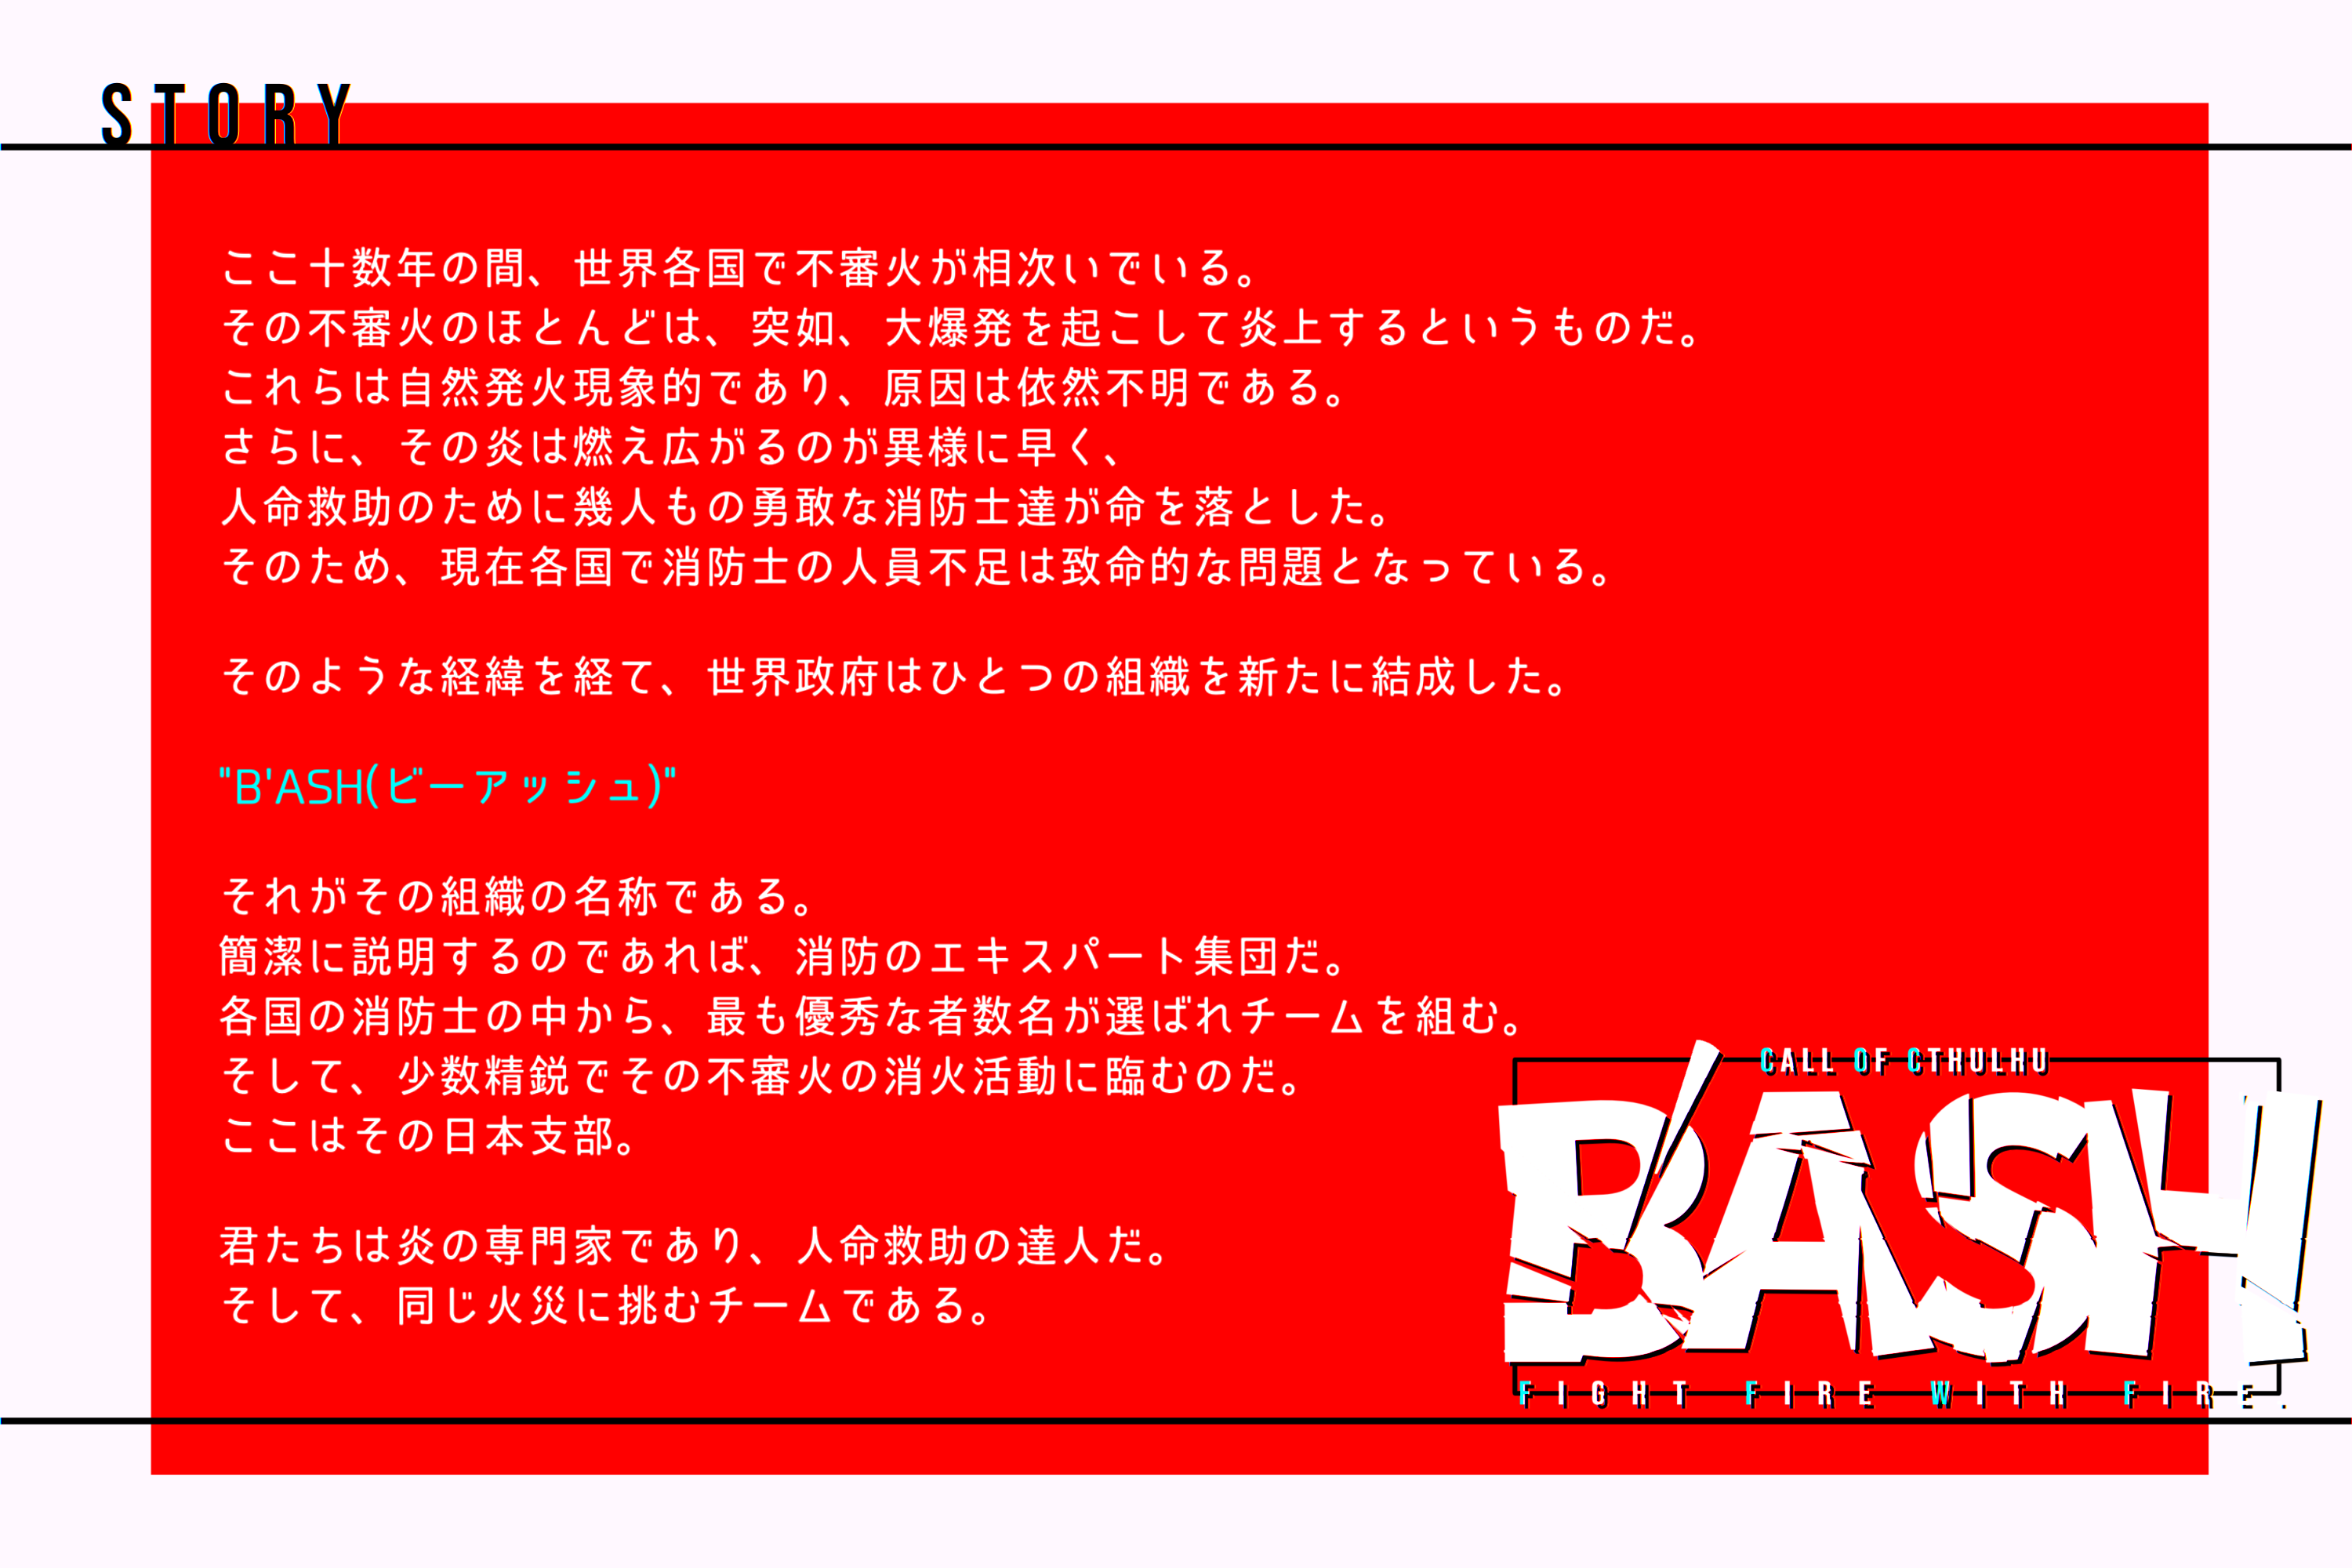 STORY
ここ十数年の間、世界各国で不審火が相次いでいる。
その不審火のほとんどは、突如、大爆発を起こして炎上するというものだ。
これらは自然発火現象的であり、原因は依然不明である。
さらに、その炎は燃え広がるのが異様に早く、
人命救助のために幾人もの勇敢な消防士達が命を落とした。
そのため、現在各国で消防士の人員不足は致命的な問題となっている。
そのような経緯を経て、世界政府はひとつの組織を新たに結成した。
"B'ASH(ビーアッシュ)"
それがその組織の名称である。
簡潔に説明するのであれば、消防のエキスパート集団だ。
各国の消防士の中から、最も優秀な者数名が選ばれチームを組む。
そして、少数精鋭でその不審火の消火活動に臨むのだ。
ここはその日本支部。
君たちは炎の専門家であり、人命救助の達人だ。
そして、同じ火災に挑むチームである。
CALL OF CTHULHU
B'ASH!
FIGHT FIRE WITH FIRE.